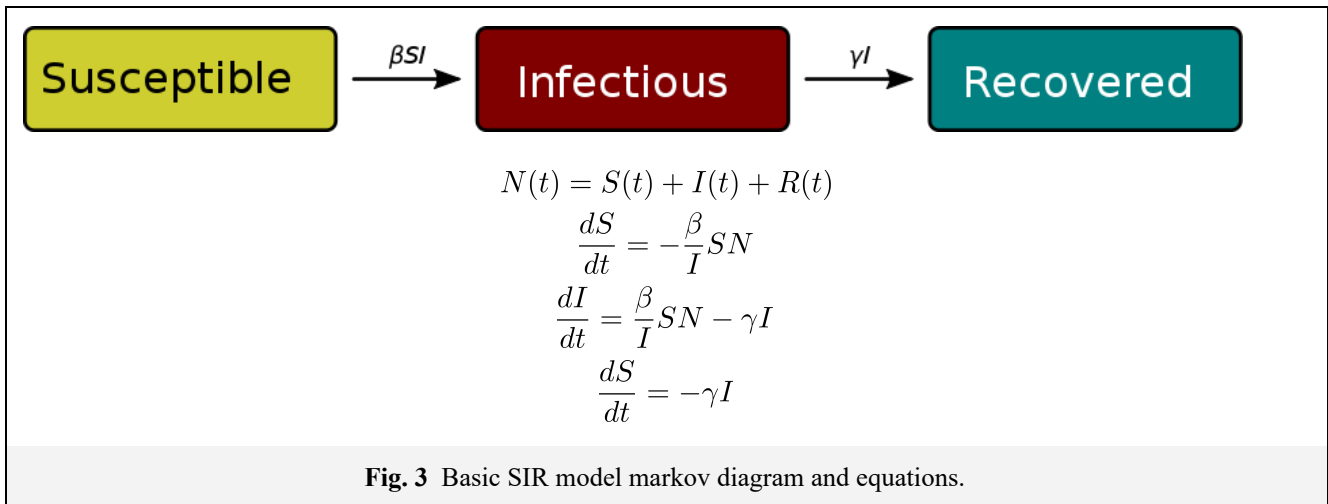 βSI γI
Susceptible Infectious Recovered
N(t) = S(t) + I(t) + R(t)
dS/dt = −β/I SN
dI/dt = β/I SN − γI
dS/dt = −γI
Fig. 3 Basic SIR model markov diagram and equations.